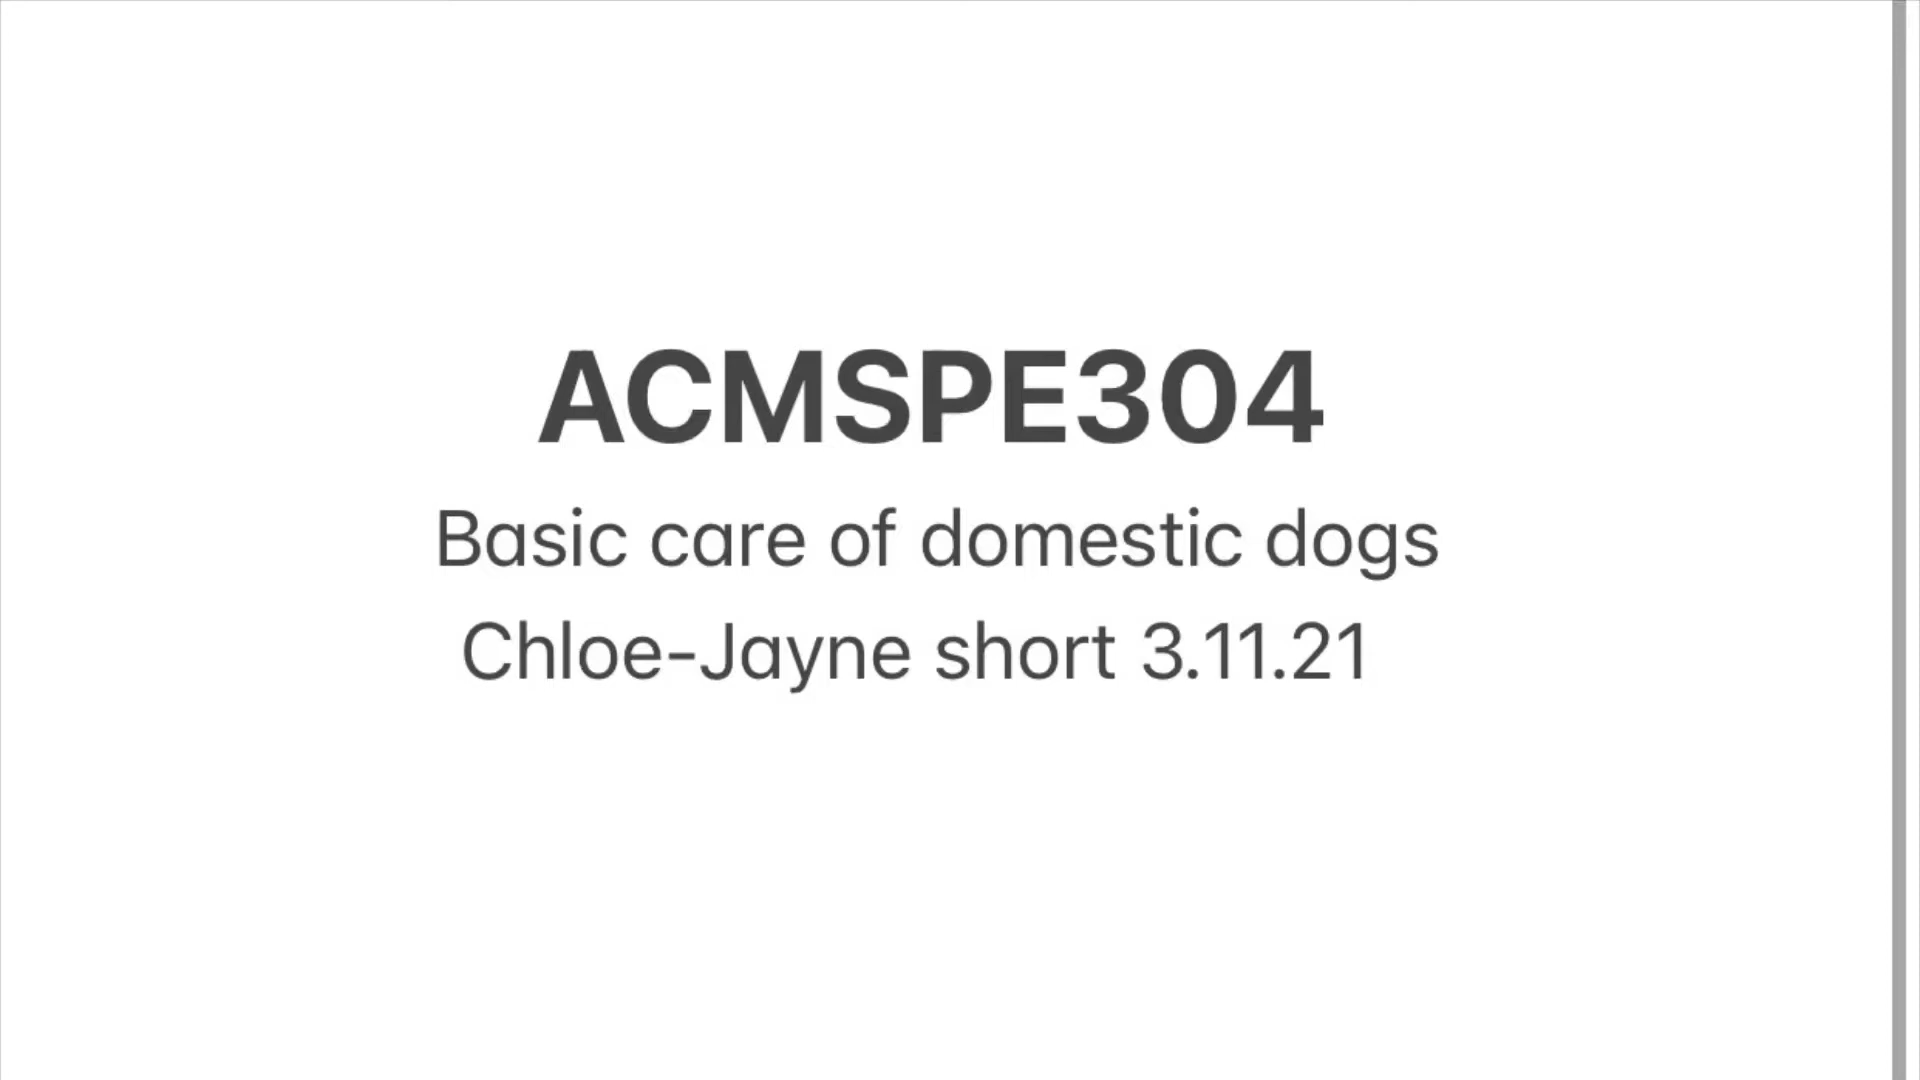 ACMSPE304
Basic care of domestic dogs
Chloe-Jayne short 3.11.21